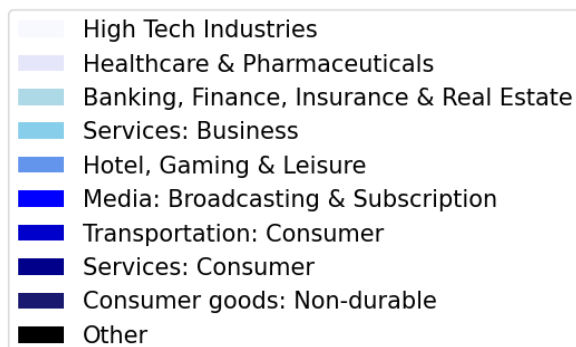 High Tech Industries
Healthcare & Pharmaceuticals
Banking, Finance, Insurance & Real Estate
Services: Business
Hotel, Gaming & Leisure
Media: Broadcasting & Subscription
Transportation: Consumer
Services: Consumer
Consumer goods: Non-durable
Other